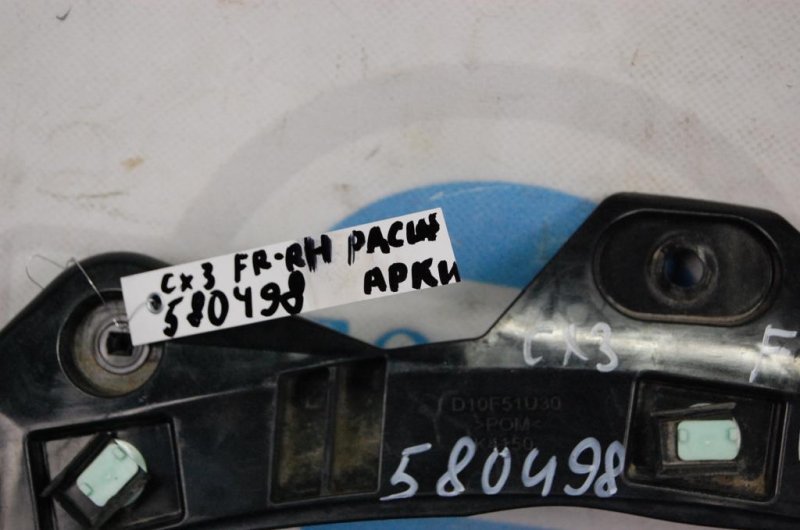 CX3 FR-RH РАСШ
АРКИ
580498
CX3 F
D10F51U30
>POM<
580498